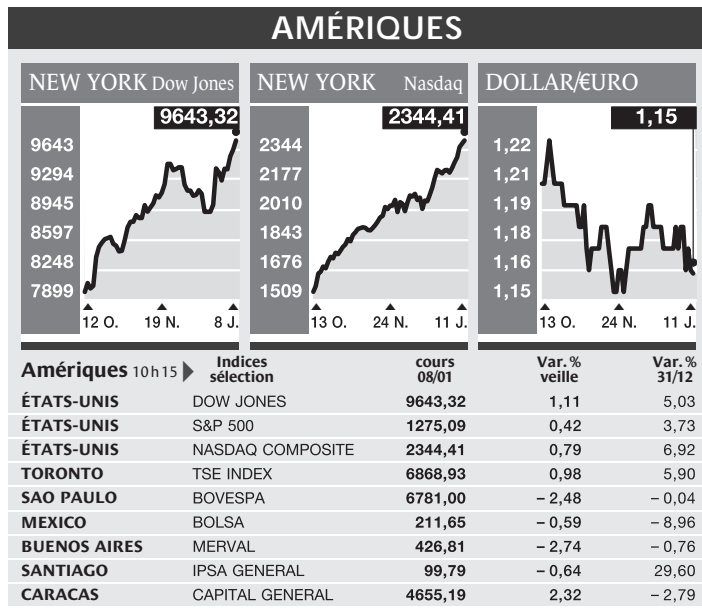 AMÉRIQUES
NEW YORK Dow Jones
9643,32
9643
9294
8945
8597
8248
7899
12 O. 19 N. 8 J.
NEW YORK Nasdaq
2344,41
2344
2177
2010
1843
1676
1509
13 O. 24 N. 11 J.
DOLLAR/€URO
1,15
1,22
1,21
1,19
1,18
1,16
1,15
13 O. 24 N. 11 J.
Amériques 10h15 Indices sélection cours 08/01 Var. % veille Var. % 31/12
ÉTATS-UNIS DOW JONES 9643,32 1,11 5,03
ÉTATS-UNIS S&P 500 1275,09 0,42 3,73
ÉTATS-UNIS NASDAQ COMPOSITE 2344,41 0,79 6,92
TORONTO TSE INDEX 6868,93 0,98 5,90
SAO PAULO BOVESPA 6781,00 – 2,48 – 0,04
MEXICO BOLSA 211,65 – 0,59 – 8,96
BUENOS AIRES MERVAL 426,81 – 2,74 – 0,76
SANTIAGO IPSA GENERAL 99,79 – 0,64 29,60
CARACAS CAPITAL GENERAL 4655,19 2,32 – 2,79